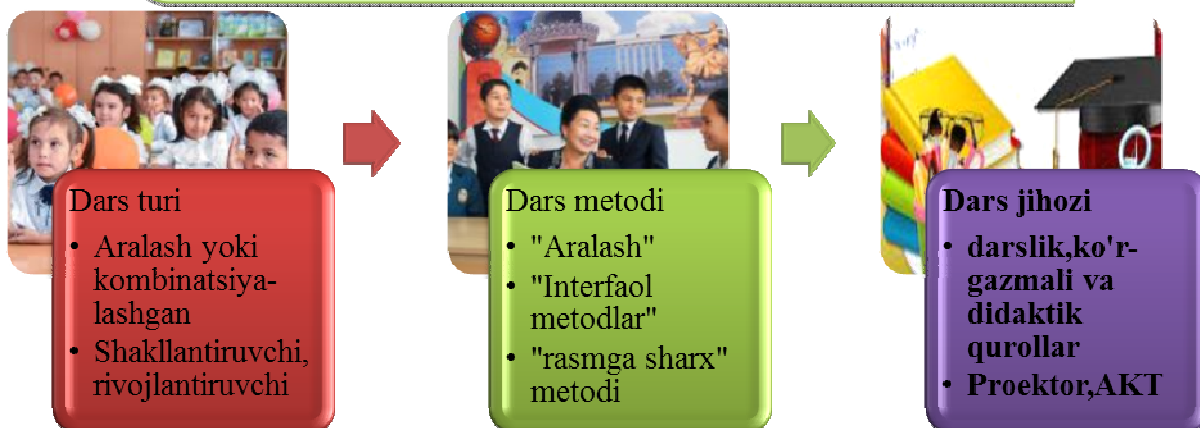 Dars turi
• Aralash yoki
kombinatsiya-
lashgan
• Shakllantiruvchi,
rivojlantiruvchi
Dars metodi
• "Aralash"
• "Interfaol
metodlar"
• "rasmga sharx"
metodi
Dars jihozi
• darslik,ko'r-
gazmali va
didaktik
qurollar
• Proektor,AKT